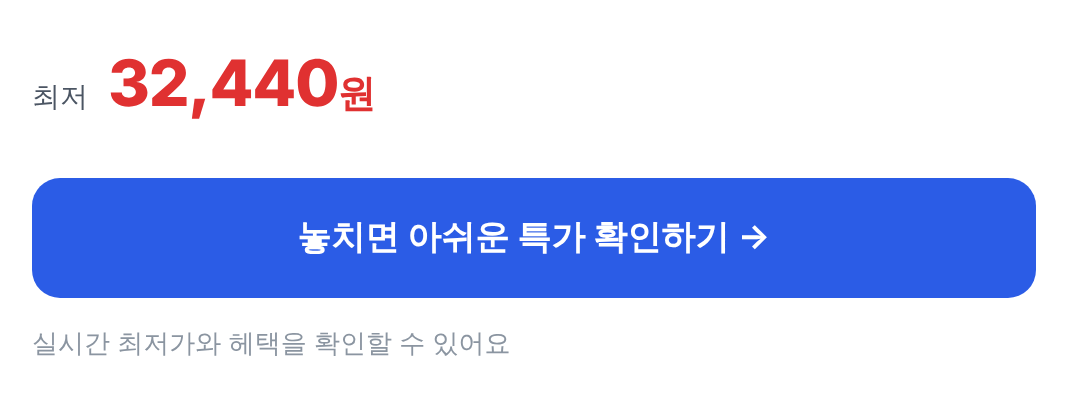 최저 32,440원
놓치면 아쉬운 특가 확인하기 →
실시간 최저가와 헤택을 확인할 수 있어요